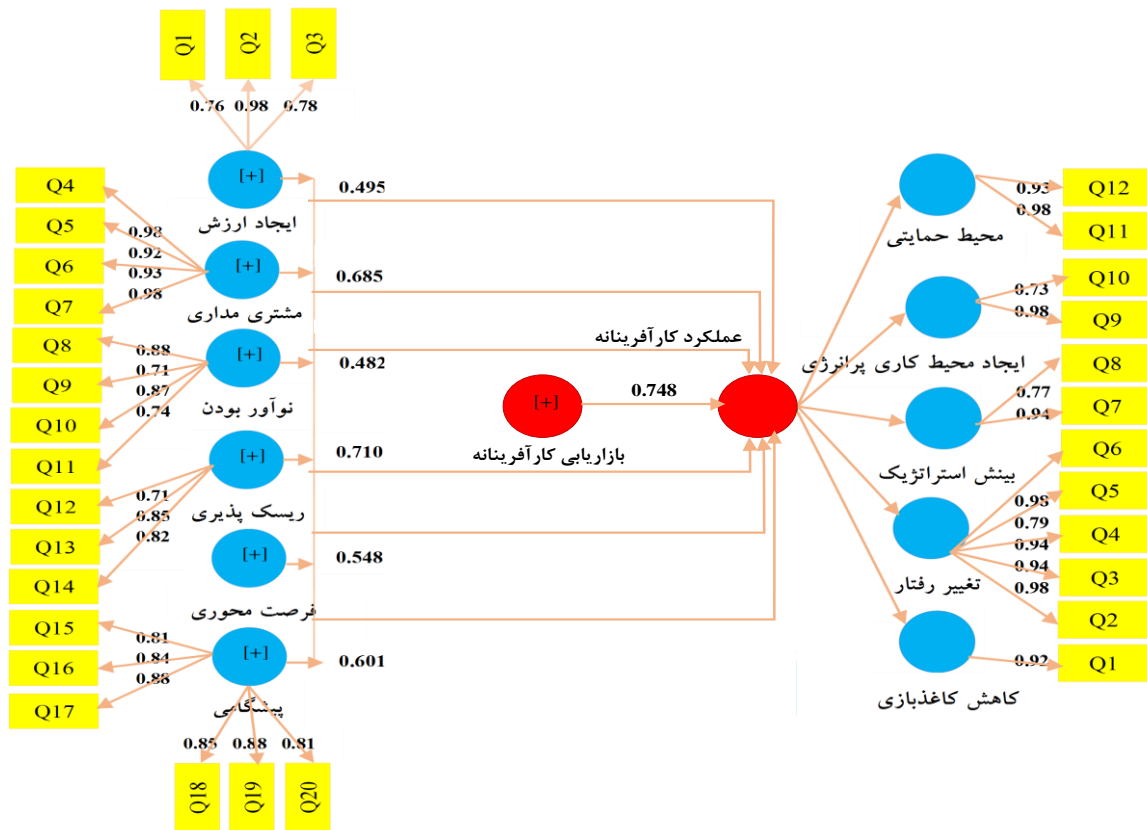 Q1
Q2
Q3
0.76
0.98
0.78
[+]
ایجاد ارزش
0.495
Q4
Q5
Q6
Q7
0.98
0.92
0.93
0.98
[+]
مشتری مداری
0.685
Q8
Q9
Q10
Q11
0.88
0.71
0.87
0.74
[+]
نوآور بودن
0.482
Q12
Q13
Q14
0.71
0.85
0.82
[+]
ریسک پذیری
0.710
[+]
فرصت محوری
0.548
Q15
Q16
Q17
0.81
0.84
0.88
[+]
پیشگامی
0.601
0.85
0.88
0.81
Q18
Q19
Q20
عملکرد کارآفرینانه
[+]
0.748
بازاریابی کارآفرینانه
محیط حمایتی
0.93
0.98
Q12
Q11
ایجاد محیط کاری پرانرژی
0.73
0.98
Q10
Q9
بینش استراتژیک
0.77
0.94
Q8
Q7
تغییر رفتار
0.98
0.79
0.94
0.94
0.98
Q6
Q5
Q4
Q3
Q2
کاهش کاغذبازی
0.92
Q1